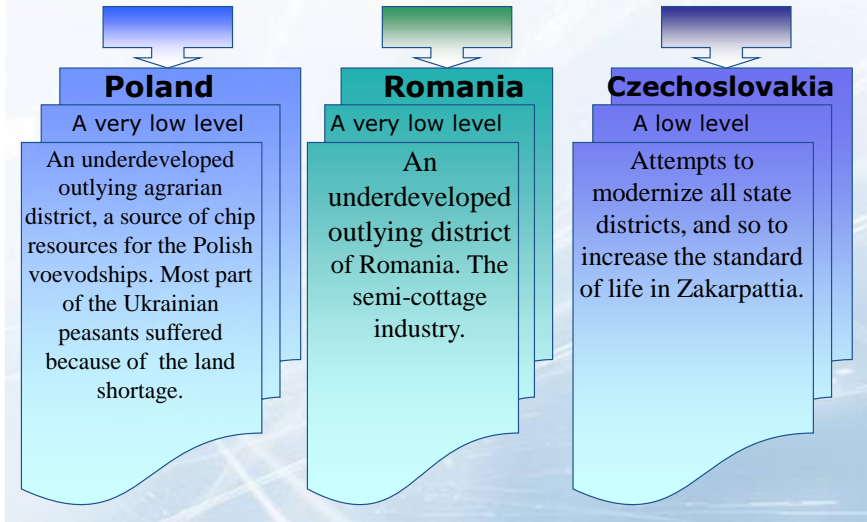 Poland
A very low level
An underdeveloped
outlying agrarian
district, a source of chip
resources for the Polish
voevodships. Most part
of the Ukrainian
peasants suffered
because of the land
shortage.
Romania
A very low level
An
underdeveloped
outlying district
of Romania. The
semi-cottage
industry.
Czechoslovakia
A low level
Attempts to
modernize all state
districts, and so to
increase the standard
of life in Zakarpattia.